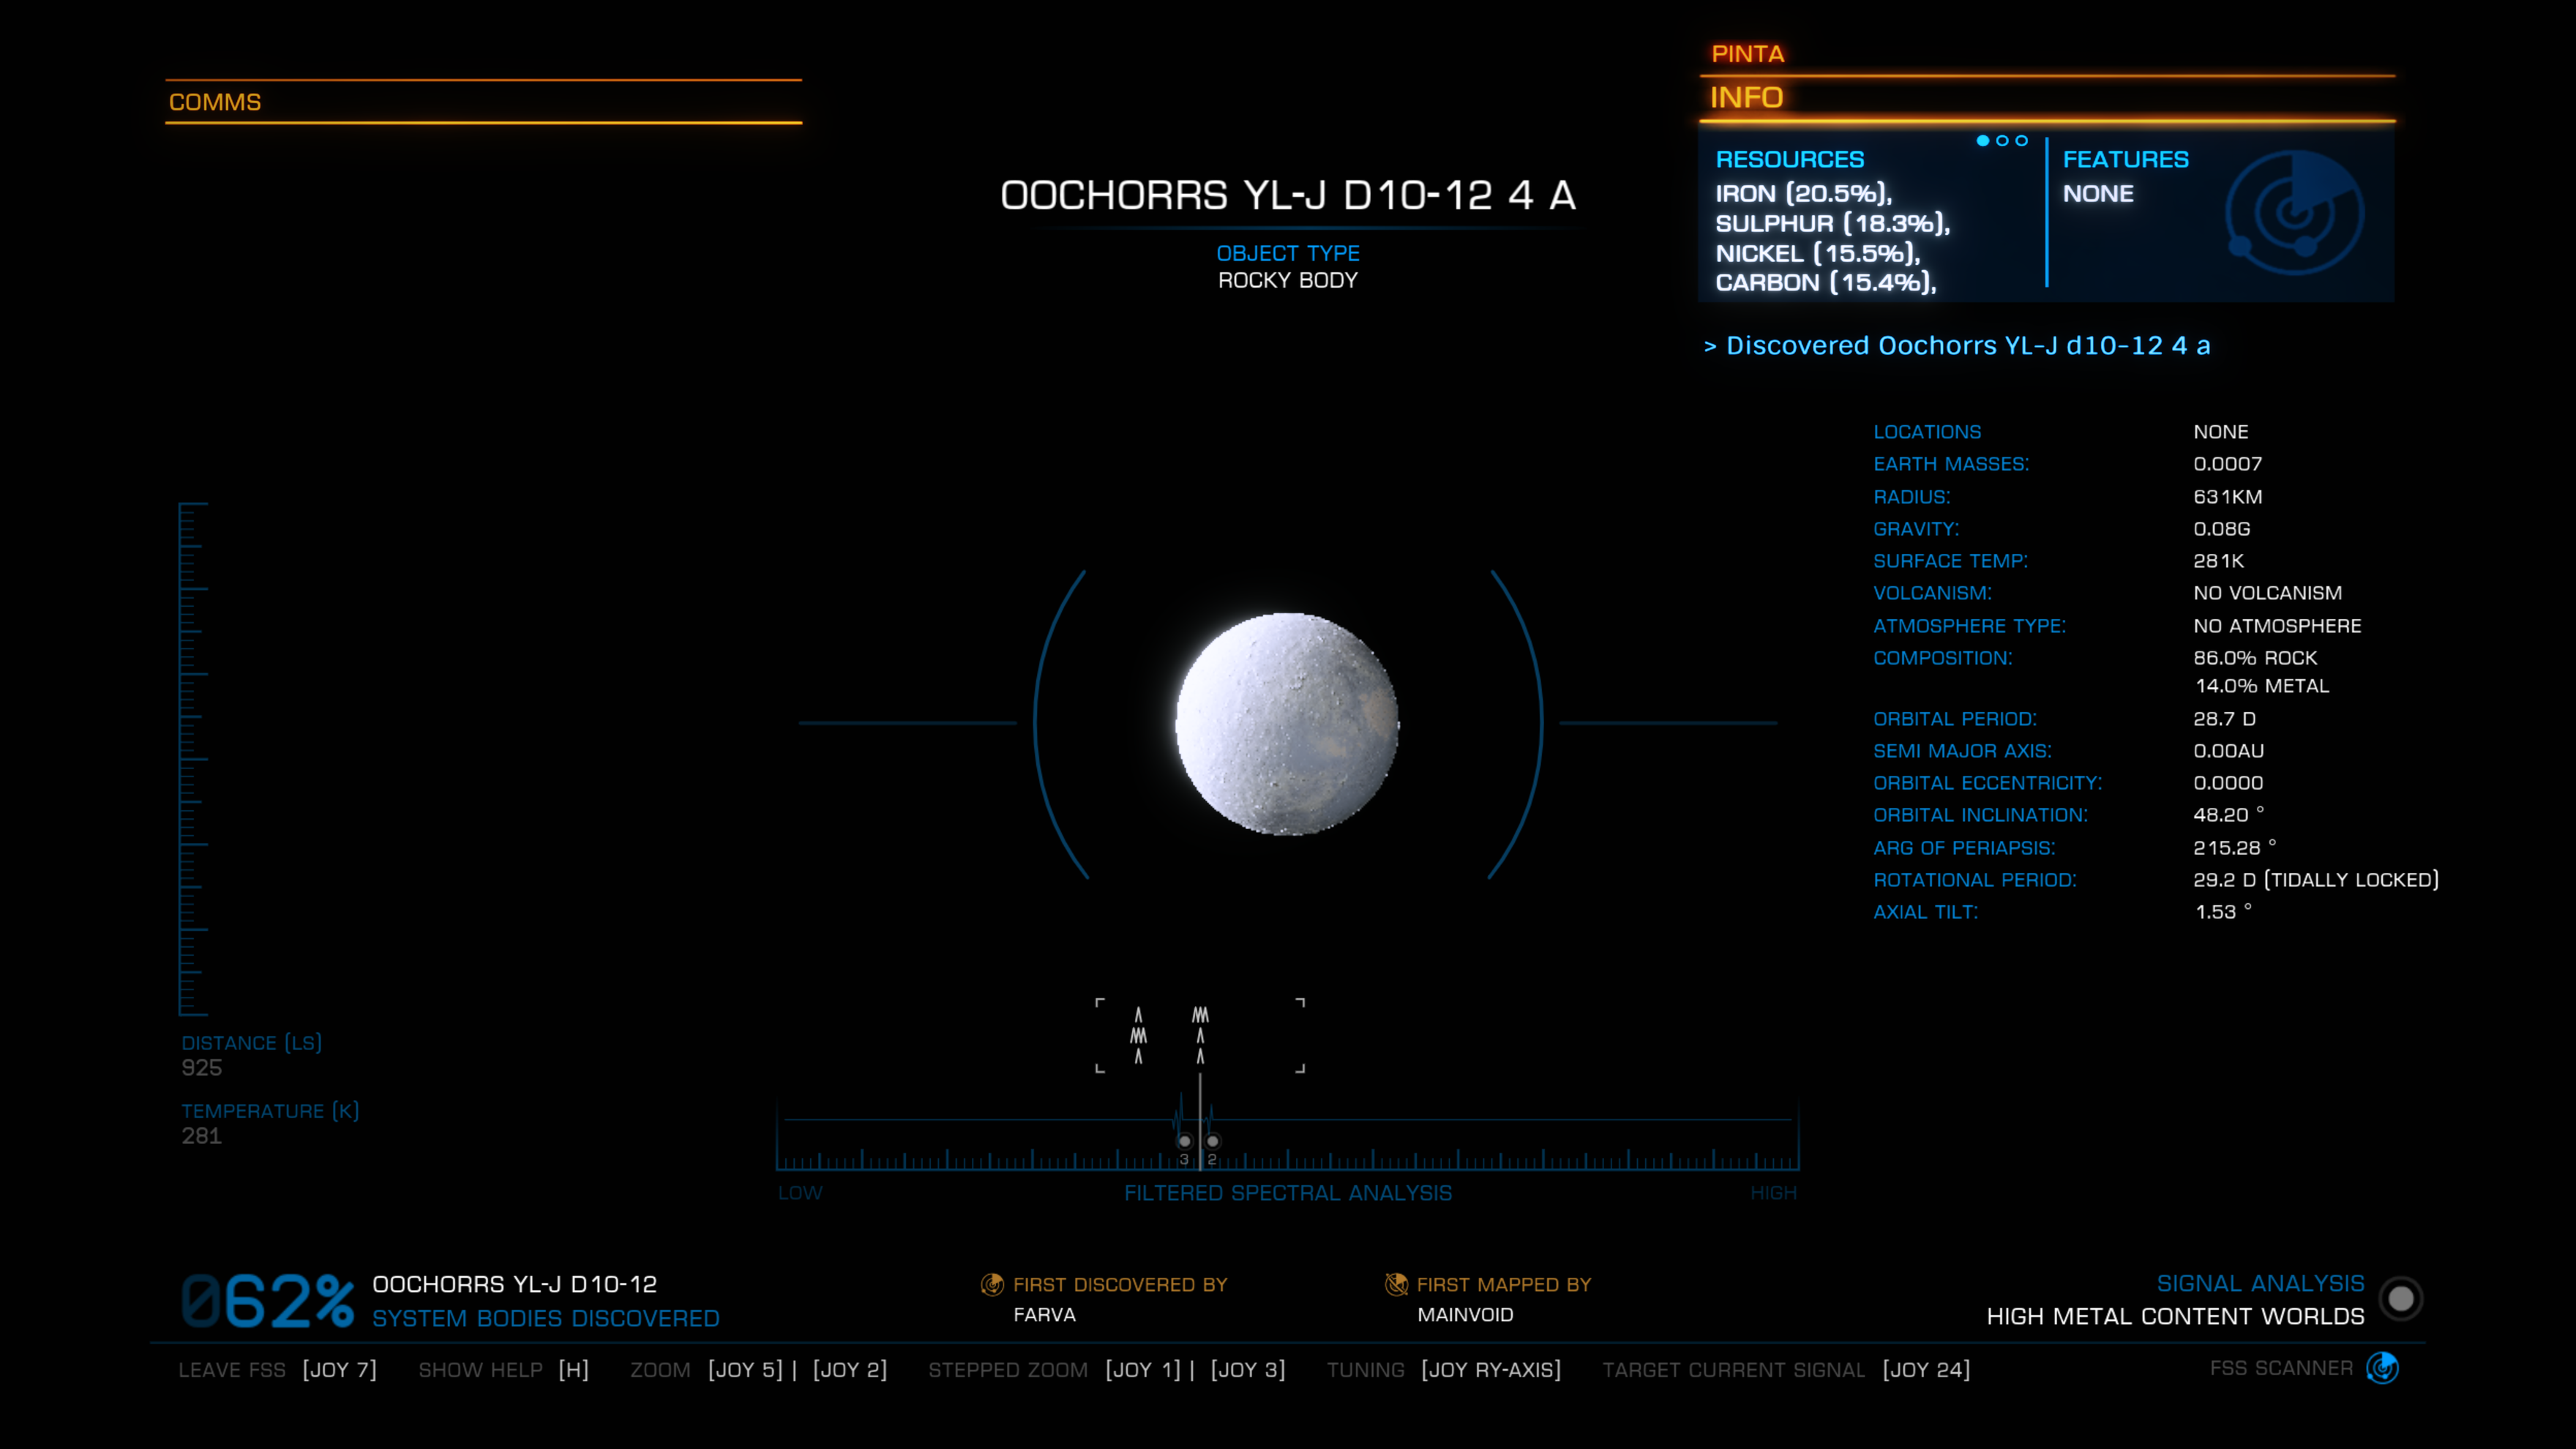 PINTA
COMMS
INFO
OOCHORRS YL-J D10-12 4 A
OBJECT TYPE
ROCKY BODY
RESOURCES
IRON (20.5%),
SULPHUR (18.3%),
NICKEL (15.5%),
CARBON (15.4%),
FEATURES
NONE
> Discovered Oochorrs YL-J d10-12 4 a
LOCATIONS NONE
EARTH MASSES: 0.0007
RADIUS: 631KM
GRAVITY: 0.08G
SURFACE TEMP: 281K
VOLCANISM: NO VOLCANISM
ATMOSPHERE TYPE: NO ATMOSPHERE
COMPOSITION: 86.0% ROCK
14.0% METAL
ORBITAL PERIOD: 28.7 D
SEMI MAJOR AXIS: 0.00AU
ORBITAL ECCENTRICITY: 0.0000
ORBITAL INCLINATION: 48.20 °
ARG OF PERIAPSIS: 215.28 °
ROTATIONAL PERIOD: 29.2 D (TIDALLY LOCKED)
AXIAL TILT: 1.53 °
DISTANCE (LS)
925
TEMPERATURE (K)
281
3 2
LOW FILTERED SPECTRAL ANALYSIS HIGH
062% OOCHORRS YL-J D10-12
SYSTEM BODIES DISCOVERED
FIRST DISCOVERED BY
FARVA
FIRST MAPPED BY
MAINVOID
SIGNAL ANALYSIS
HIGH METAL CONTENT WORLDS
LEAVE FSS [JOY 7] SHOW HELP [H] ZOOM [JOY 5] | [JOY 2] STEPPED ZOOM [JOY 1] | [JOY 3] TUNING [JOY RY-AXIS] TARGET CURRENT SIGNAL [JOY 24] FSS SCANNER